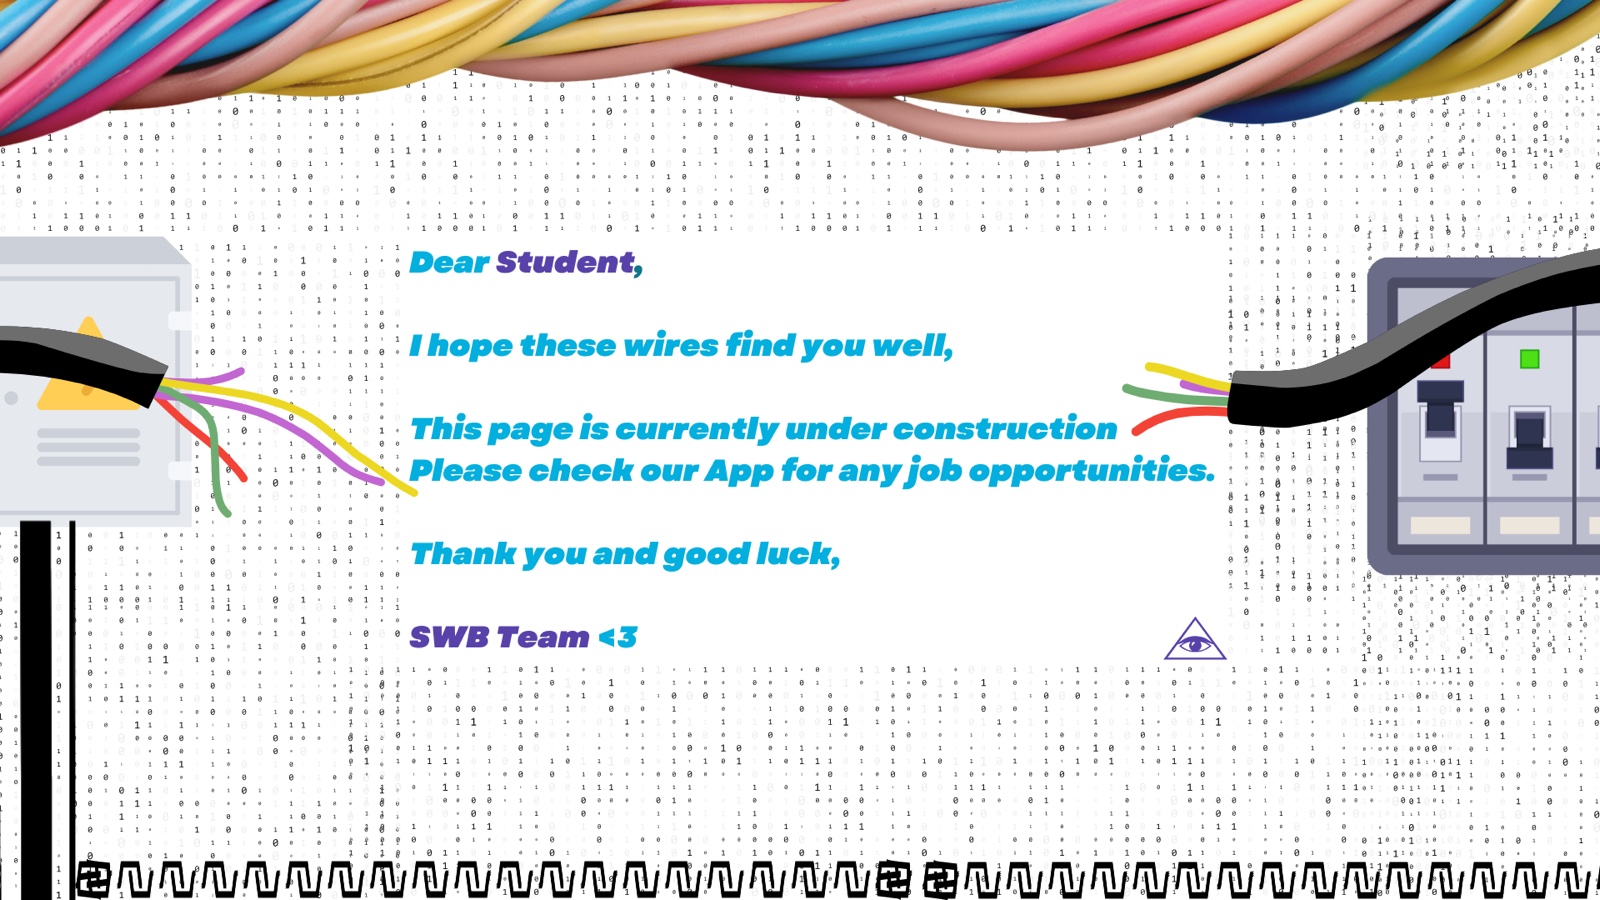 Dear Student,
I hope these wires find you well,
This page is currently under construction
Please check our App for any job opportunities.
Thank you and good luck,
SWB Team <3